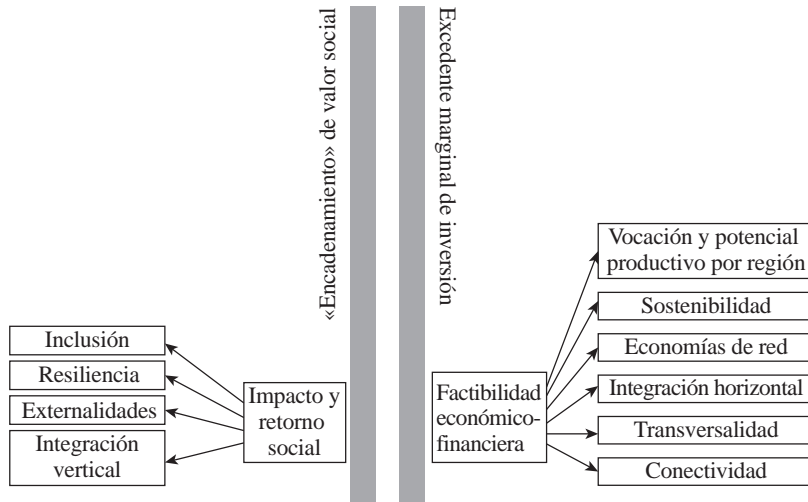 «Encadenamiento» de valor social
Excedente marginal de inversión
Inclusión
Resiliencia
Externalidades
Integración
vertical
Impacto y
retorno
social
Factibilidad
económico-
financiera
Vocación y potencial
productivo por región
Sostenibilidad
Economías de red
Integración horizontal
Transversalidad
Conectividad